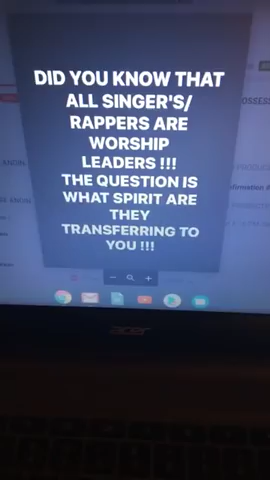 DID YOU KNOW THAT
ALL SINGER'S/
RAPPERS ARE
WORSHIP
LEADERS !!!
THE QUESTION IS
WHAT SPIRIT ARE
THEY
TRANSFERRING TO
YOU !!!
acer